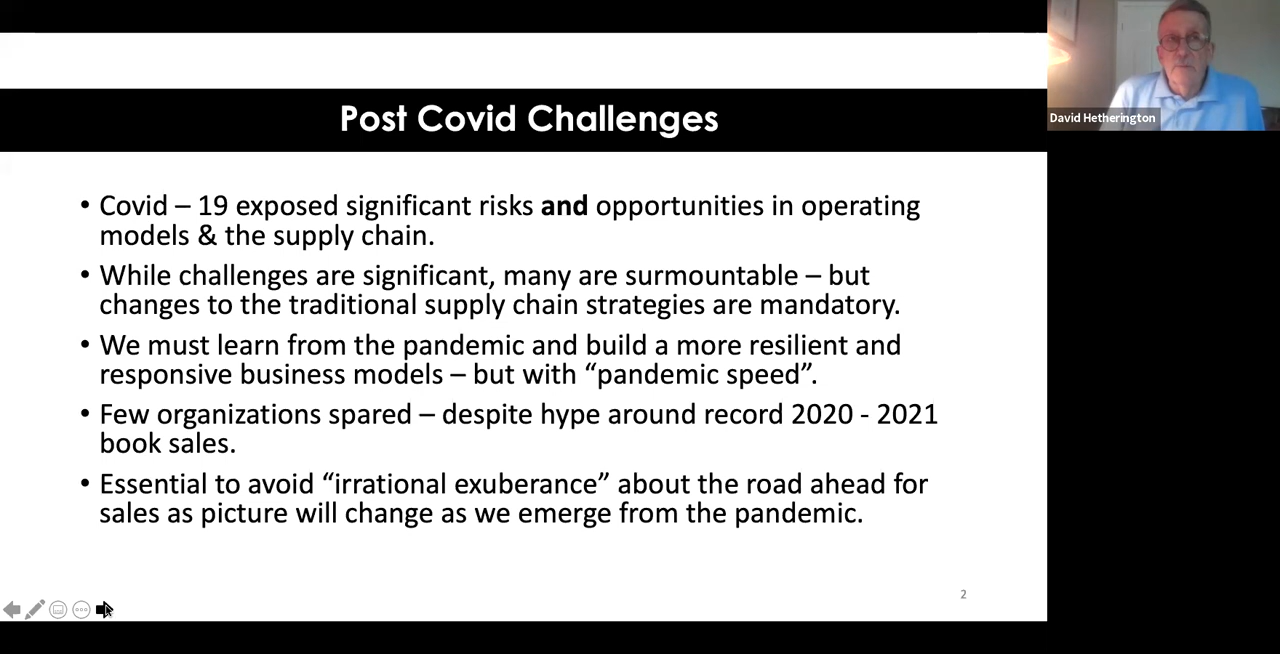 Post Covid Challenges
David Hetherington
• Covid – 19 exposed significant risks and opportunities in operating
models & the supply chain.
• While challenges are significant, many are surmountable – but
changes to the traditional supply chain strategies are mandatory.
• We must learn from the pandemic and build a more resilient and
responsive business models – but with “pandemic speed”.
• Few organizations spared – despite hype around record 2020 - 2021
book sales.
• Essential to avoid “irrational exuberance” about the road ahead for
sales as picture will change as we emerge from the pandemic.
2